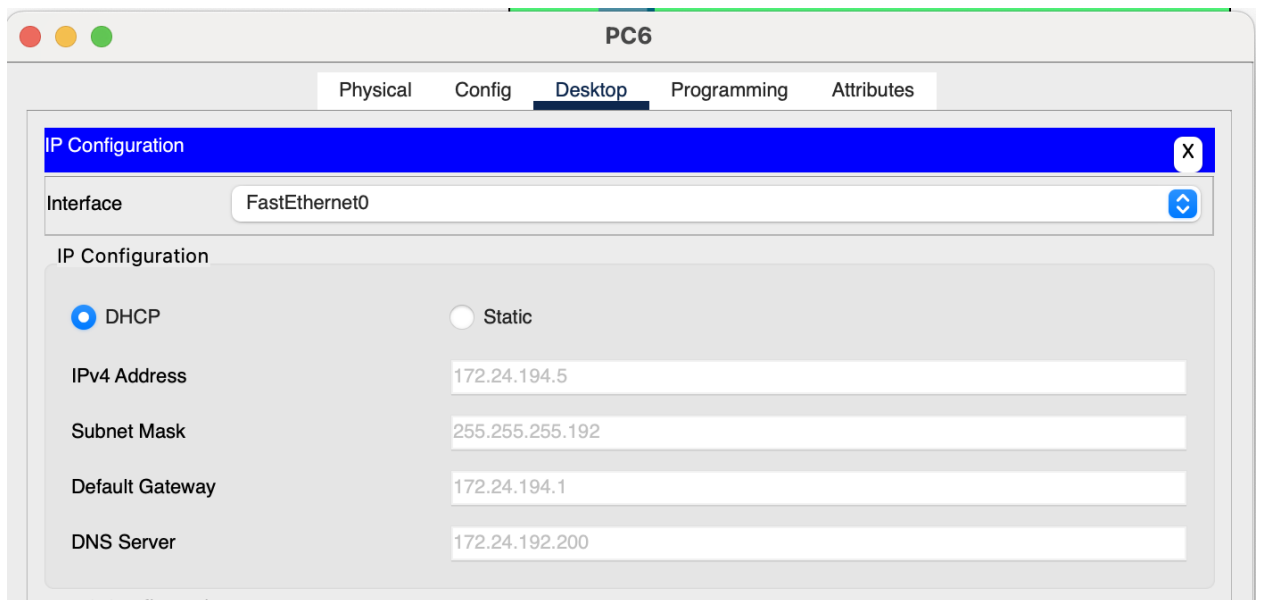 PC6
Physical Config Desktop Programming Attributes
IP Configuration
X
Interface FastEthernet0
IP Configuration
DHCP Static
IPv4 Address 172.24.194.5
Subnet Mask 255.255.255.192
Default Gateway 172.24.194.1
DNS Server 172.24.192.200